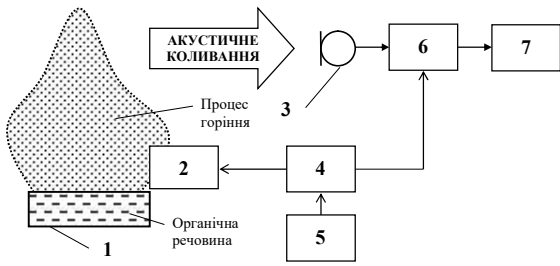 АКУСТИЧНЕ
КОЛИВАННЯ
6
7
Процес
горіння
3
2
4
Органічна
речовина
1
5